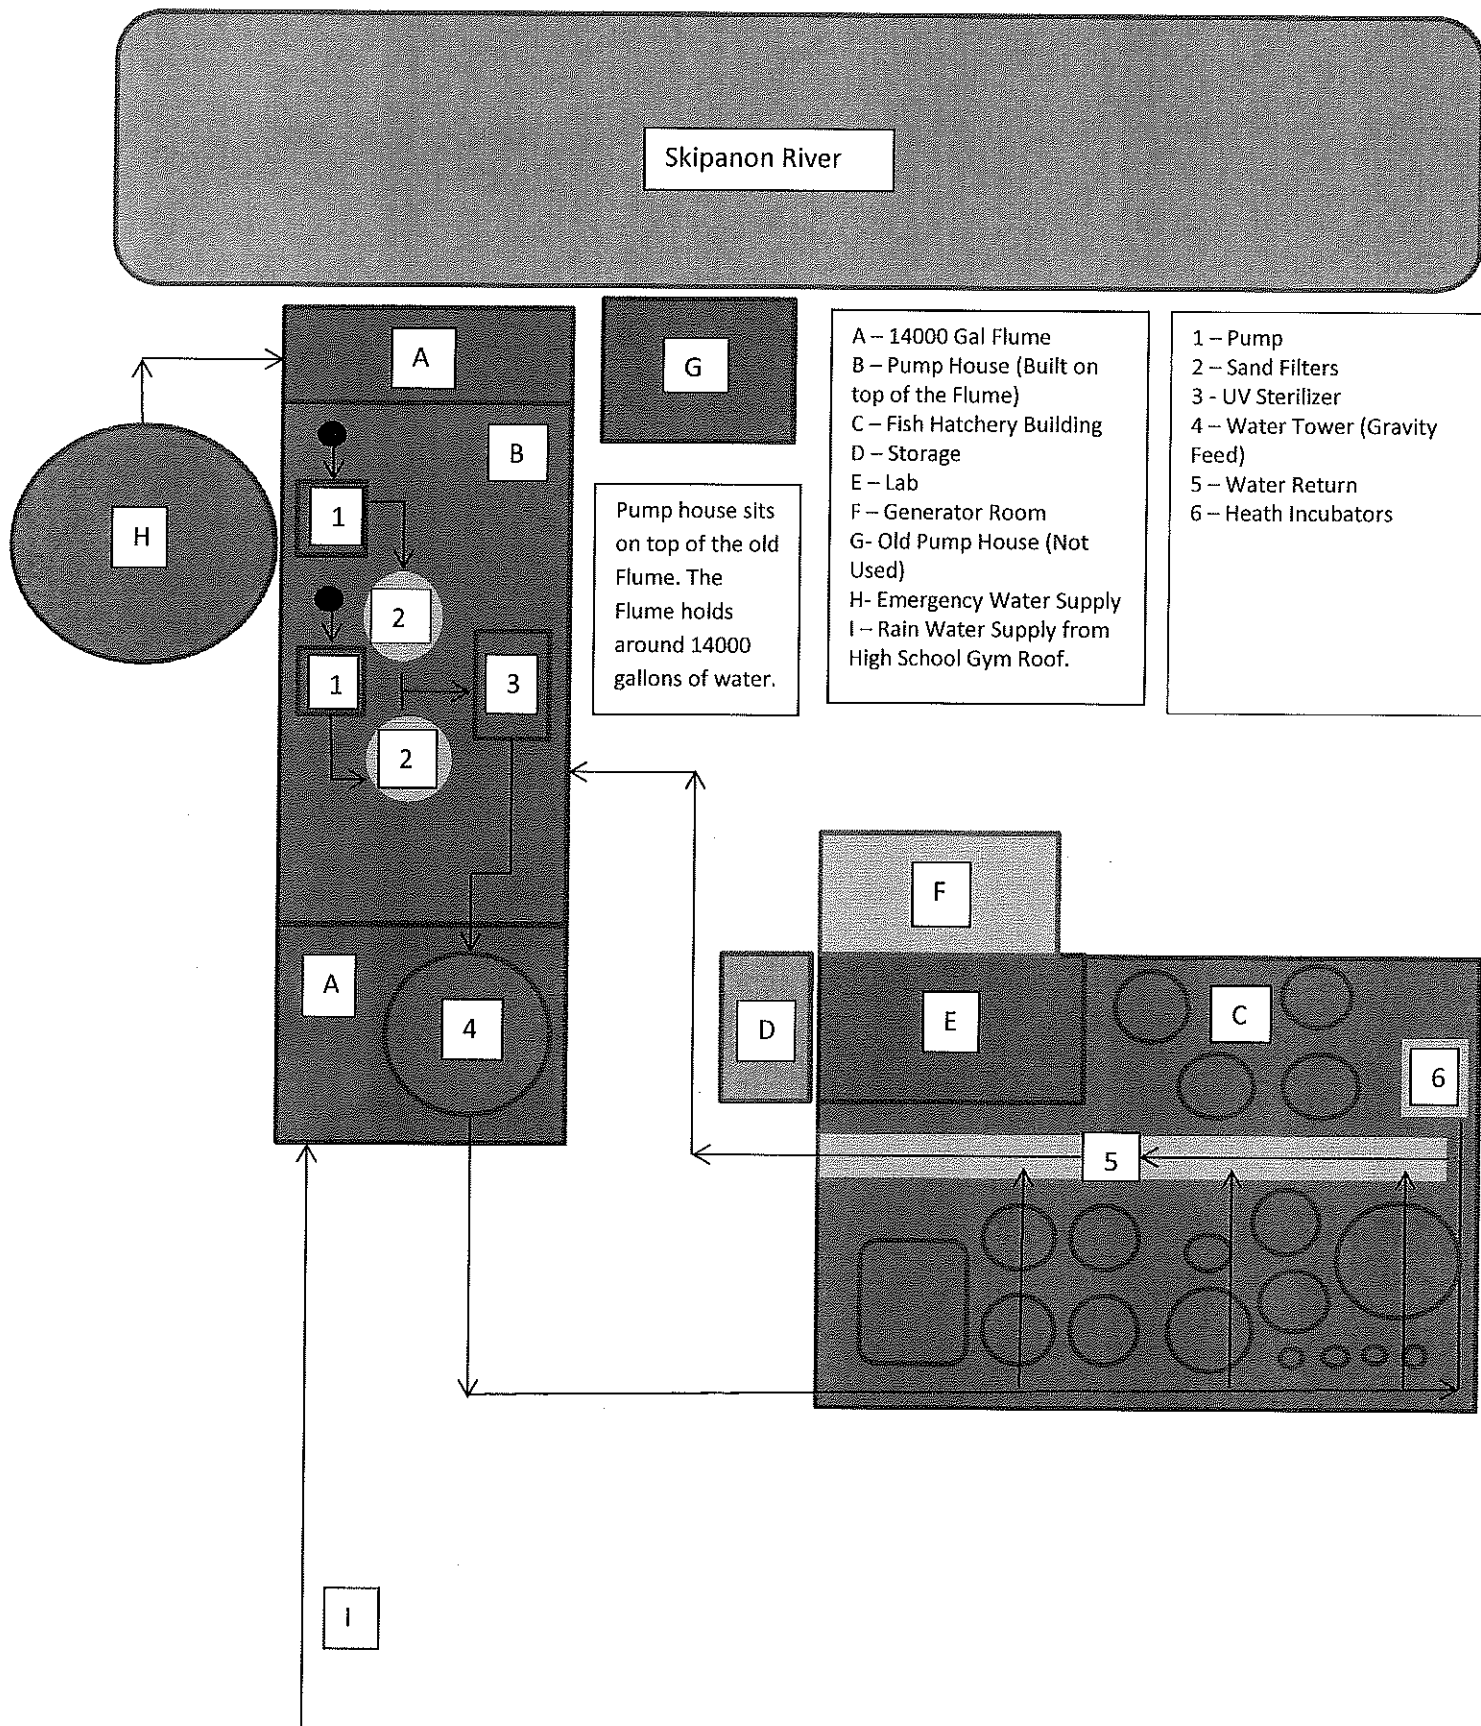 Skipanon River
A
G
A – 14000 Gal Flume
B – Pump House (Built on
top of the Flume)
C – Fish Hatchery Building
D – Storage
E – Lab
F – Generator Room
G- Old Pump House (Not
Used)
H- Emergency Water Supply
I – Rain Water Supply from
High School Gym Roof.
1 – Pump
2 – Sand Filters
3 - UV Sterilizer
4 – Water Tower (Gravity
Feed)
5 – Water Return
6 – Heath Incubators
B
H
1
Pump house sits
on top of the old
Flume. The
Flume holds
around 14000
gallons of water.
2
1
3
2
F
A
4
D
E
C
6
5
I